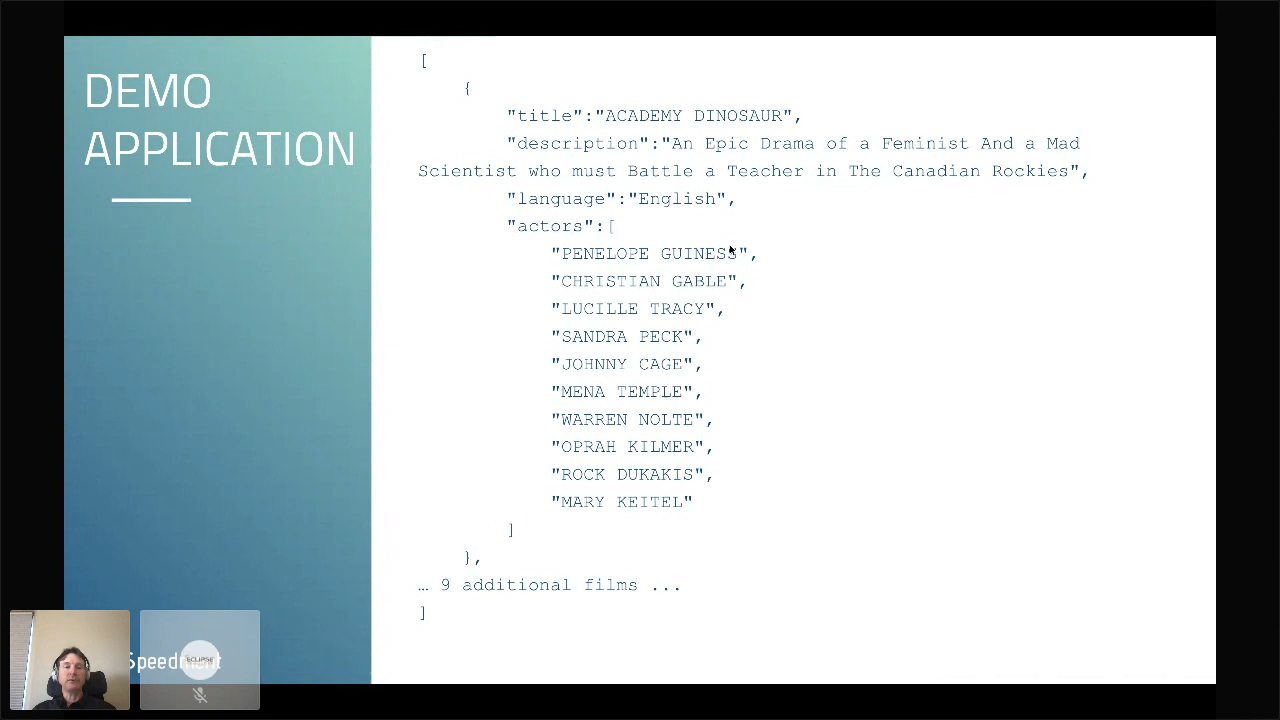 DEMO
APPLICATION
[
{
"title":"ACADEMY DINOSAUR",
"description":"An Epic Drama of a Feminist And a Mad
Scientist who must Battle a Teacher in The Canadian Rockies",
"language":"English",
"actors":[
"PENELOPE GUINESS",
"CHRISTIAN GABLE",
"LUCILLE TRACY",
"SANDRA PECK",
"JOHNNY CAGE",
"MENA TEMPLE",
"WARREN NOLTE",
"OPRAH KILMER",
"ROCK DUKAKIS",
"MARY KEITEL"
]
},
… 9 additional films ...
]
Speedment
ECLIPSE